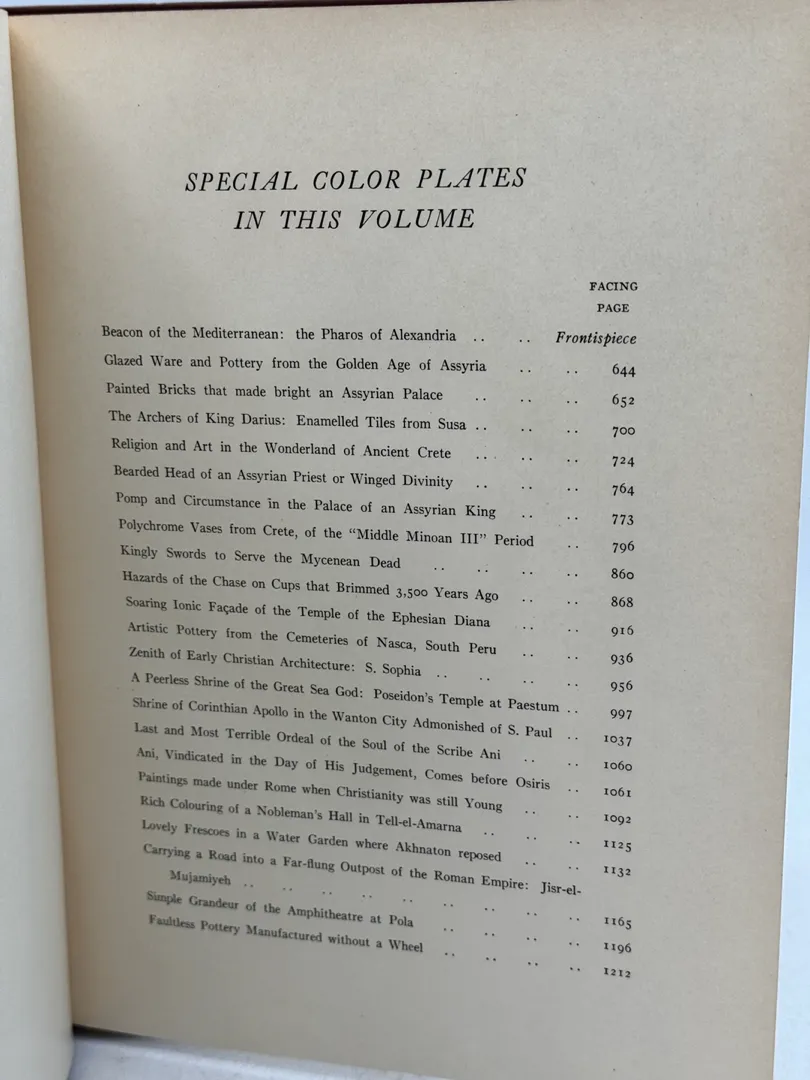 SPECIAL COLOR PLATES
IN THIS VOLUME
FACING
PAGE
Beacon of the Mediterranean: the Pharos of Alexandria .. .. Frontispiece
Glazed Ware and Pottery from the Golden Age of Assyria .. .. 644
Painted Bricks that made bright an Assyrian Palace .. .. .. 652
The Archers of King Darius: Enamelled Tiles from Susa .. .. .. 700
Religion and Art in the Wonderland of Ancient Crete .. .. .. 724
Bearded Head of an Assyrian Priest or Winged Divinity .. .. .. 764
Pomp and Circumstance in the Palace of an Assyrian King .. .. 773
Polychrome Vases from Crete, of the “Middle Minoan III” Period .. 796
Kingly Swords to Serve the Mycenean Dead .. .. .. .. 860
Hazards of the Chase on Cups that Brimmed 3,500 Years Ago .. .. 868
Soaring Ionic Façade of the Temple of the Ephesian Diana .. .. 916
Artistic Pottery from the Cemeteries of Nasca, South Peru .. .. 936
Zenith of Early Christian Architecture: S. Sophia .. .. .. .. 956
A Peerless Shrine of the Great Sea God: Poseidon's Temple at Paestum .. 997
Shrine of Corinthian Apollo in the Wanton City Admonished of S. Paul .. 1037
Last and Most Terrible Ordeal of the Soul of the Scribe Ani .. .. 1060
Ani, Vindicated in the Day of His Judgement, Comes before Osiris .. 1061
Paintings made under Rome when Christianity was still Young .. .. 1092
Rich Colouring of a Nobleman's Hall in Tell-el-Amarna .. .. .. 1125
Lovely Frescoes in a Water Garden where Akhnaton reposed .. .. 1132
Carrying a Road into a Far-flung Outpost of the Roman Empire: Jisr-el-
Mujamiyeh .. .. .. .. .. .. .. .. .. 1165
Simple Grandeur of the Amphitheatre at Pola .. .. .. .. 1196
Faultless Pottery Manufactured without a Wheel .. .. .. .. 1212